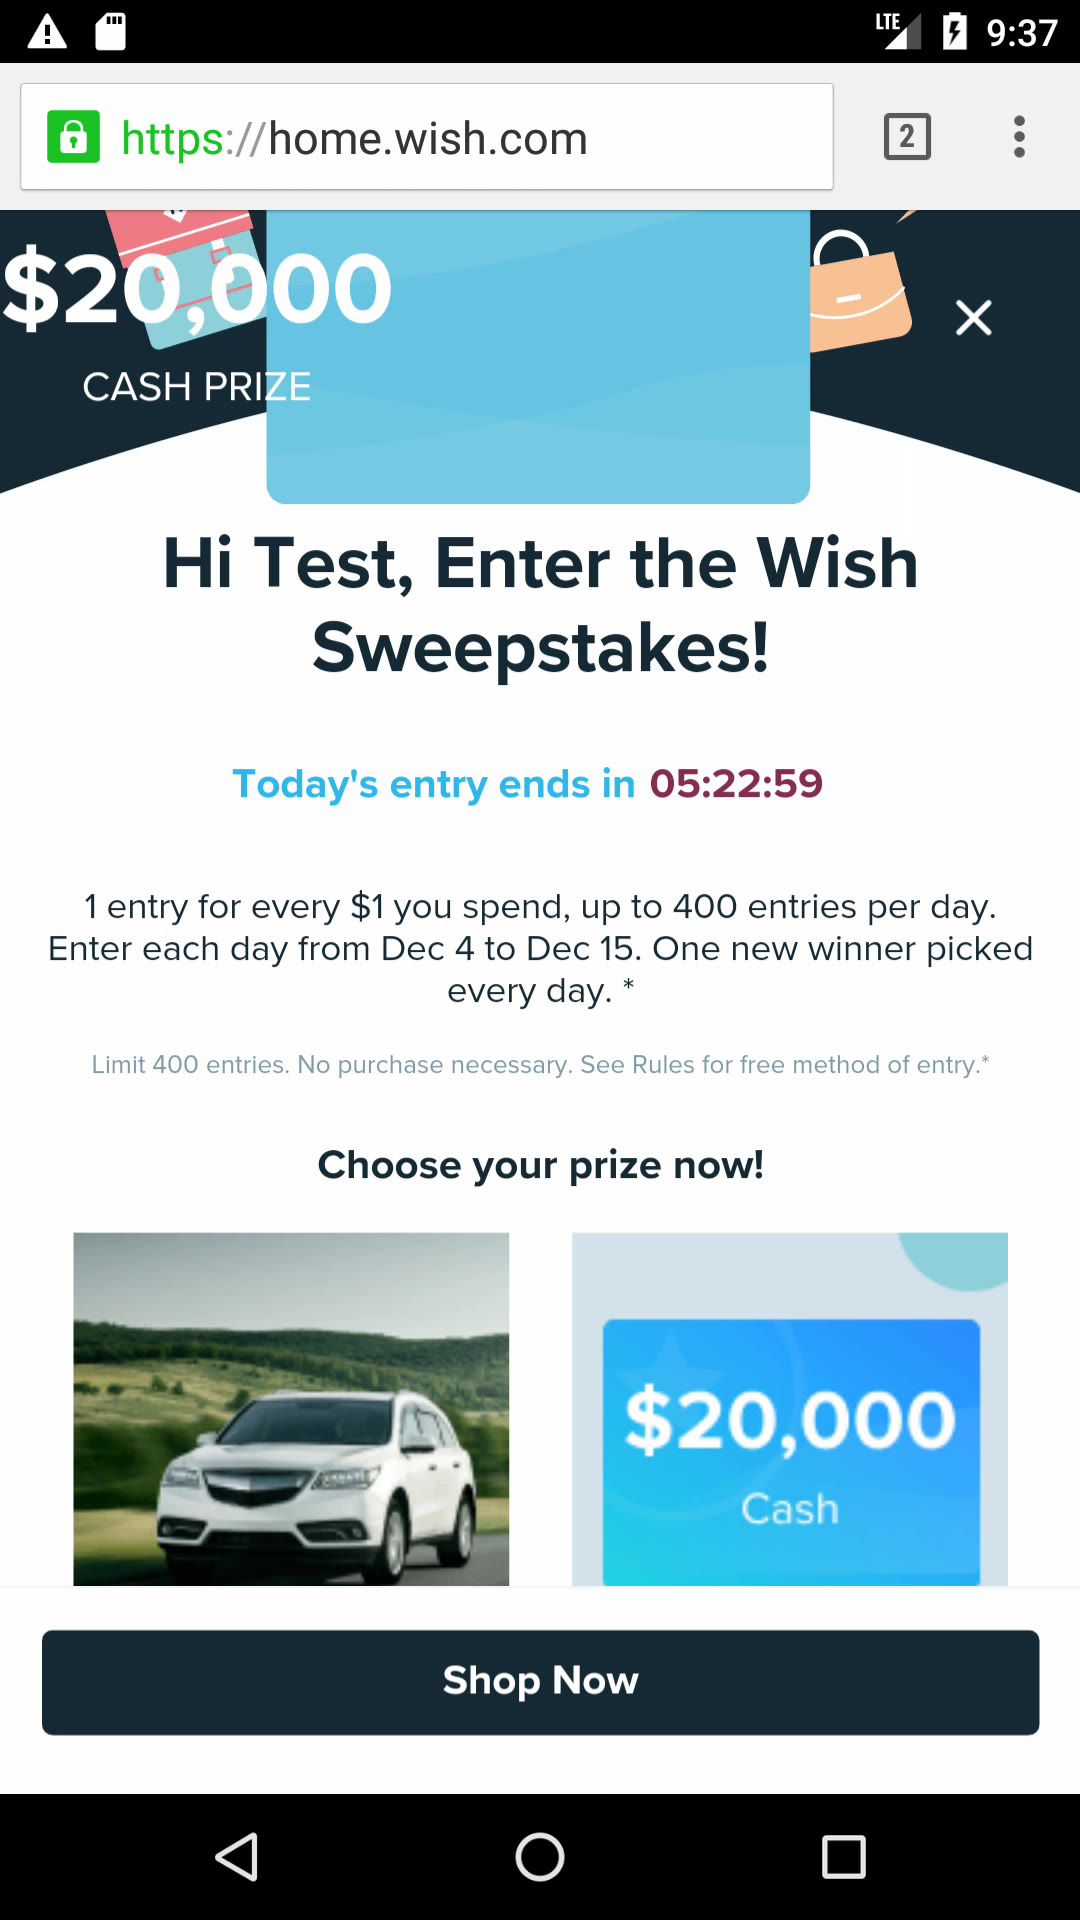 LTE 9:37
https://home.wish.com
2
$20,000
CASH PRIZE
Hi Test, Enter the Wish
Sweepstakes!
Today's entry ends in 05:22:59
1 entry for every $1 you spend, up to 400 entries per day.
Enter each day from Dec 4 to Dec 15. One new winner picked
every day. *
Limit 400 entries. No purchase necessary. See Rules for free method of entry.*
Choose your prize now!
$20,000
Cash
Shop Now